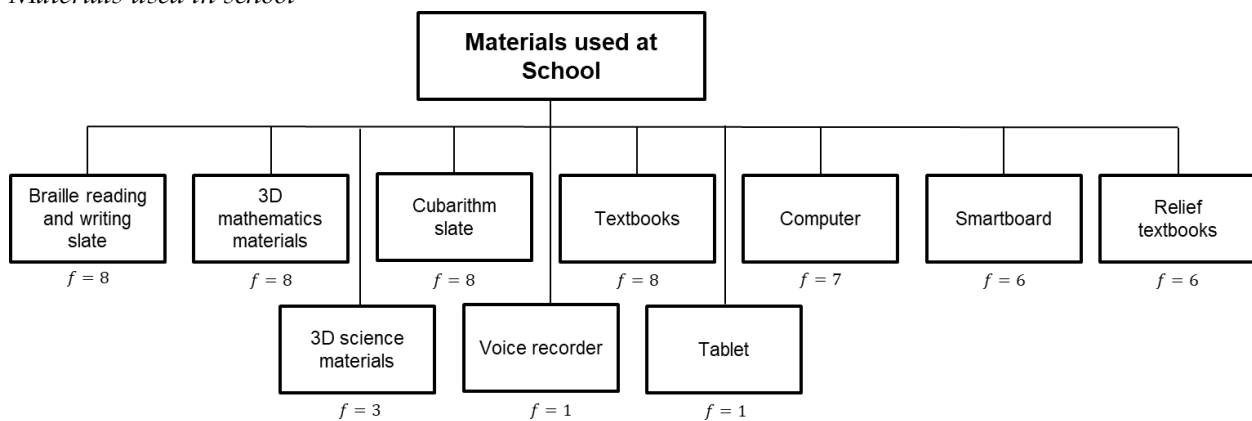 Materials used in school
Materials used at
School
Braille reading
and writing
slate
3D
mathematics
materials
Cubarithm
slate
Textbooks
Computer
Smartboard
Relief
textbooks
f = 8
f = 8
f = 8
f = 8
f = 7
f = 6
f = 6
3D science
materials
Voice recorder
Tablet
f = 3
f = 1
f = 1